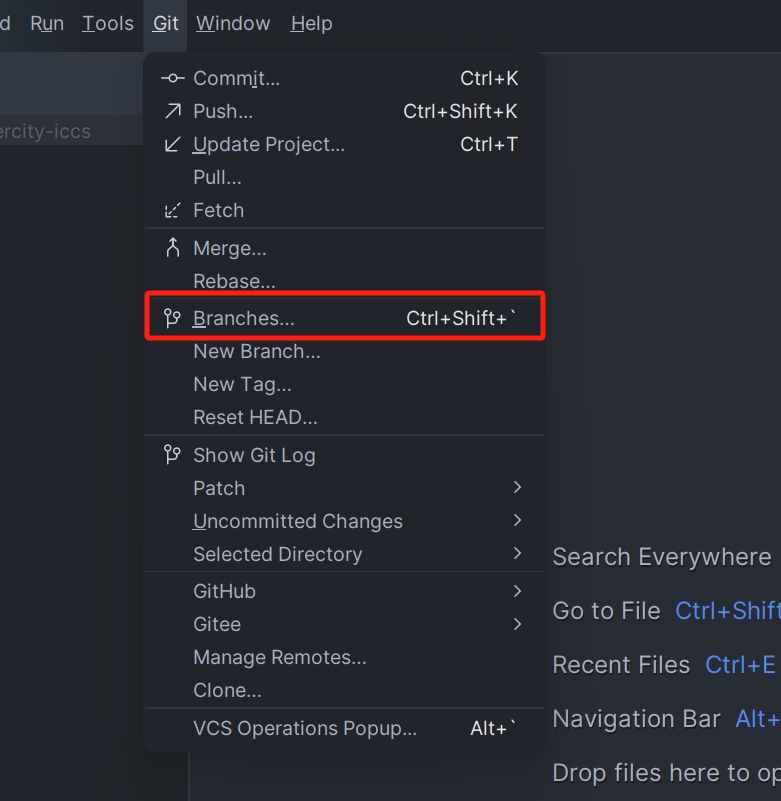 d Run Tools Git Window Help
ercity-iccs
Commit... Ctrl+K
Push... Ctrl+Shift+K
Update Project... Ctrl+T
Pull...
Fetch
Merge...
Rebase...
Branches... Ctrl+Shift+`
New Branch...
New Tag...
Reset HEAD...
Show Git Log
Patch
Uncommitted Changes
Selected Directory
GitHub
Gitee
Manage Remotes...
Clone...
VCS Operations Popup... Alt+`
Search Everywhere
Go to File Ctrl+Shift
Recent Files Ctrl+E
Navigation Bar Alt+
Drop files here to op